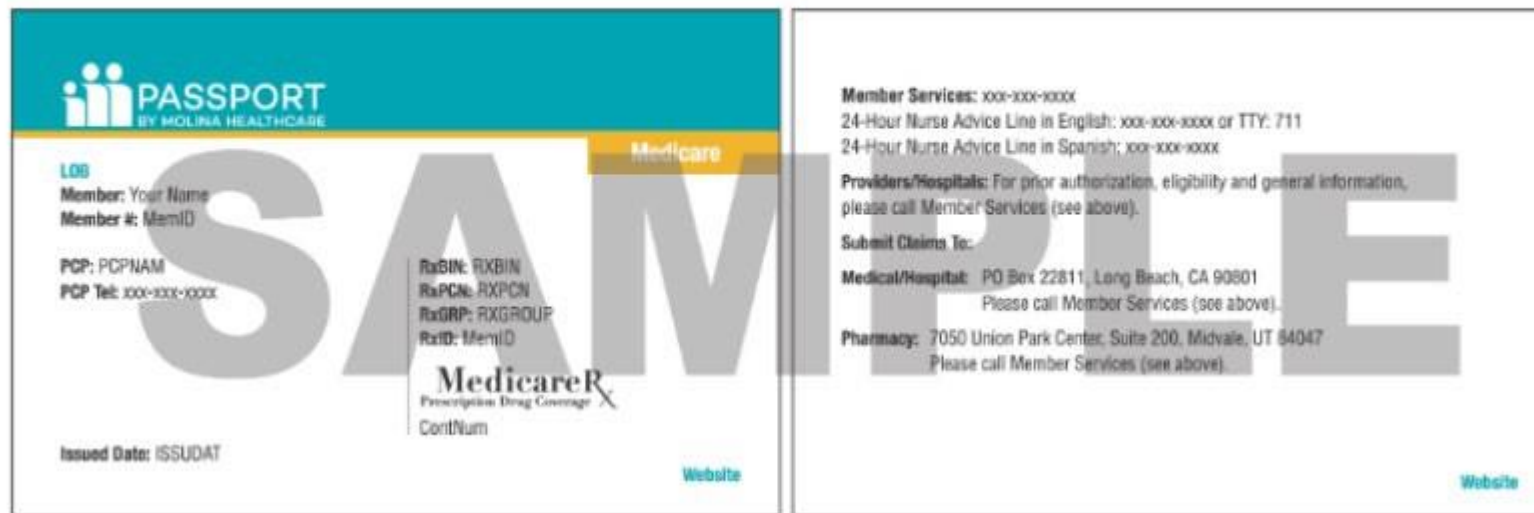 PASSPORT
BY MOLINA HEALTHCARE
Medicare
LOB
Member: Your Name
Member #: MemID
PCP: PCPNAM
PCP Tel: xxx-xxx-xxxx
RxBIN: RXBIN
RxPCN: RXPCN
RxGRP: RXGROUP
RxID: MemID
MedicareRx
Prescription Drug Coverage
ContNum
Issued Date: ISSUDAT
Website
Member Services: xxx-xxx-xxxx
24-Hour Nurse Advice Line in English: xxx-xxx-xxxx or TTY: 711
24-Hour Nurse Advice Line in Spanish: xxx-xxx-xxxx
Providers/Hospitals: For prior authorization, eligibility and general information,
please call Member Services (see above).
Submit Claims To:
Medical/Hospital: PO Box 22811, Long Beach, CA 90801
Please call Member Services (see above).
Pharmacy: 7050 Union Park Center, Suite 200, Midvale, UT 84047
Please call Member Services (see above).
Website
SAMPLE